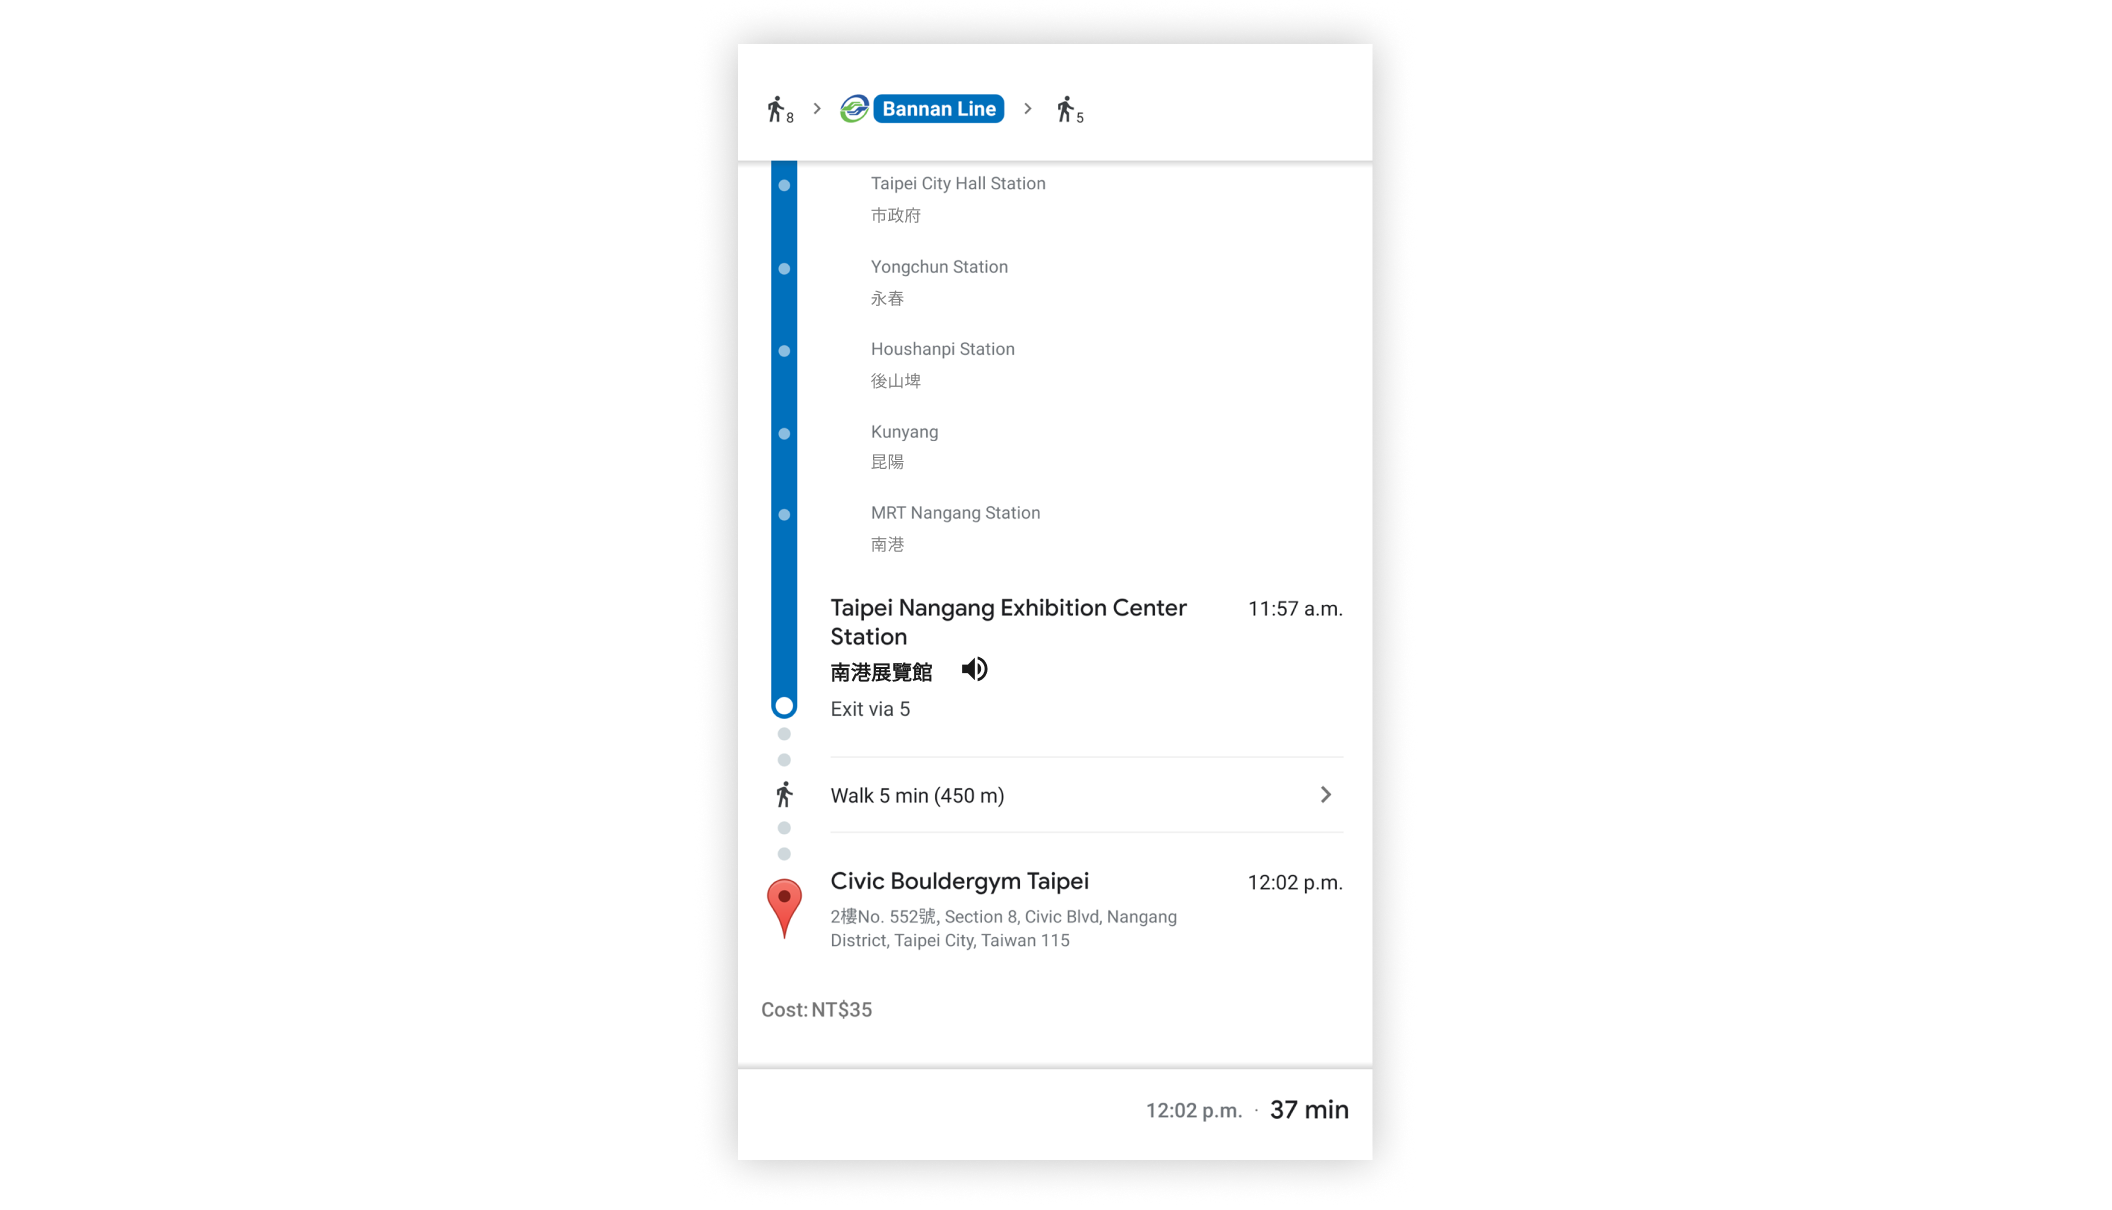 8 Bannan Line 5
Taipei City Hall Station
市政府
Yongchun Station
永春
Houshanpi Station
後山埤
Kunyang
昆陽
MRT Nangang Station
南港
Taipei Nangang Exhibition Center 11:57 a.m.
Station
南港展覽館
Exit via 5
Walk 5 min (450 m)
Civic Bouldergym Taipei 12:02 p.m.
2樓No. 552號, Section 8, Civic Blvd, Nangang
District, Taipei City, Taiwan 115
Cost: NT$35
12:02 p.m. · 37 min